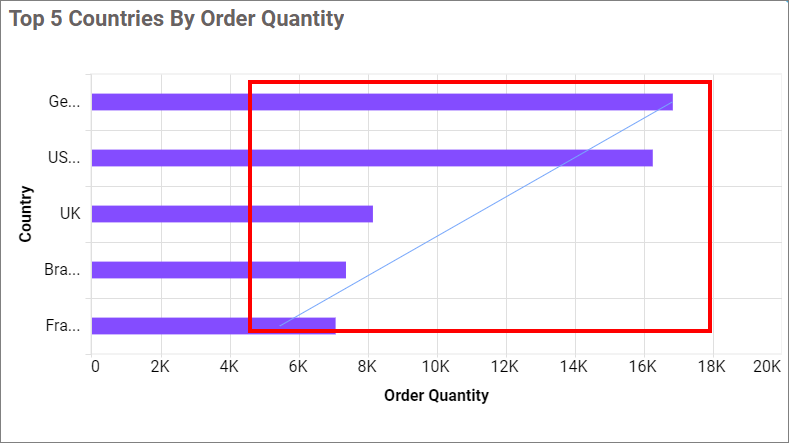 Top 5 Countries By Order Quantity
Ge...
US...
UK
Bra...
Fra...
Country
0 2K 4K 6K 8K 10K 12K 14K 16K 18K 20K
Order Quantity